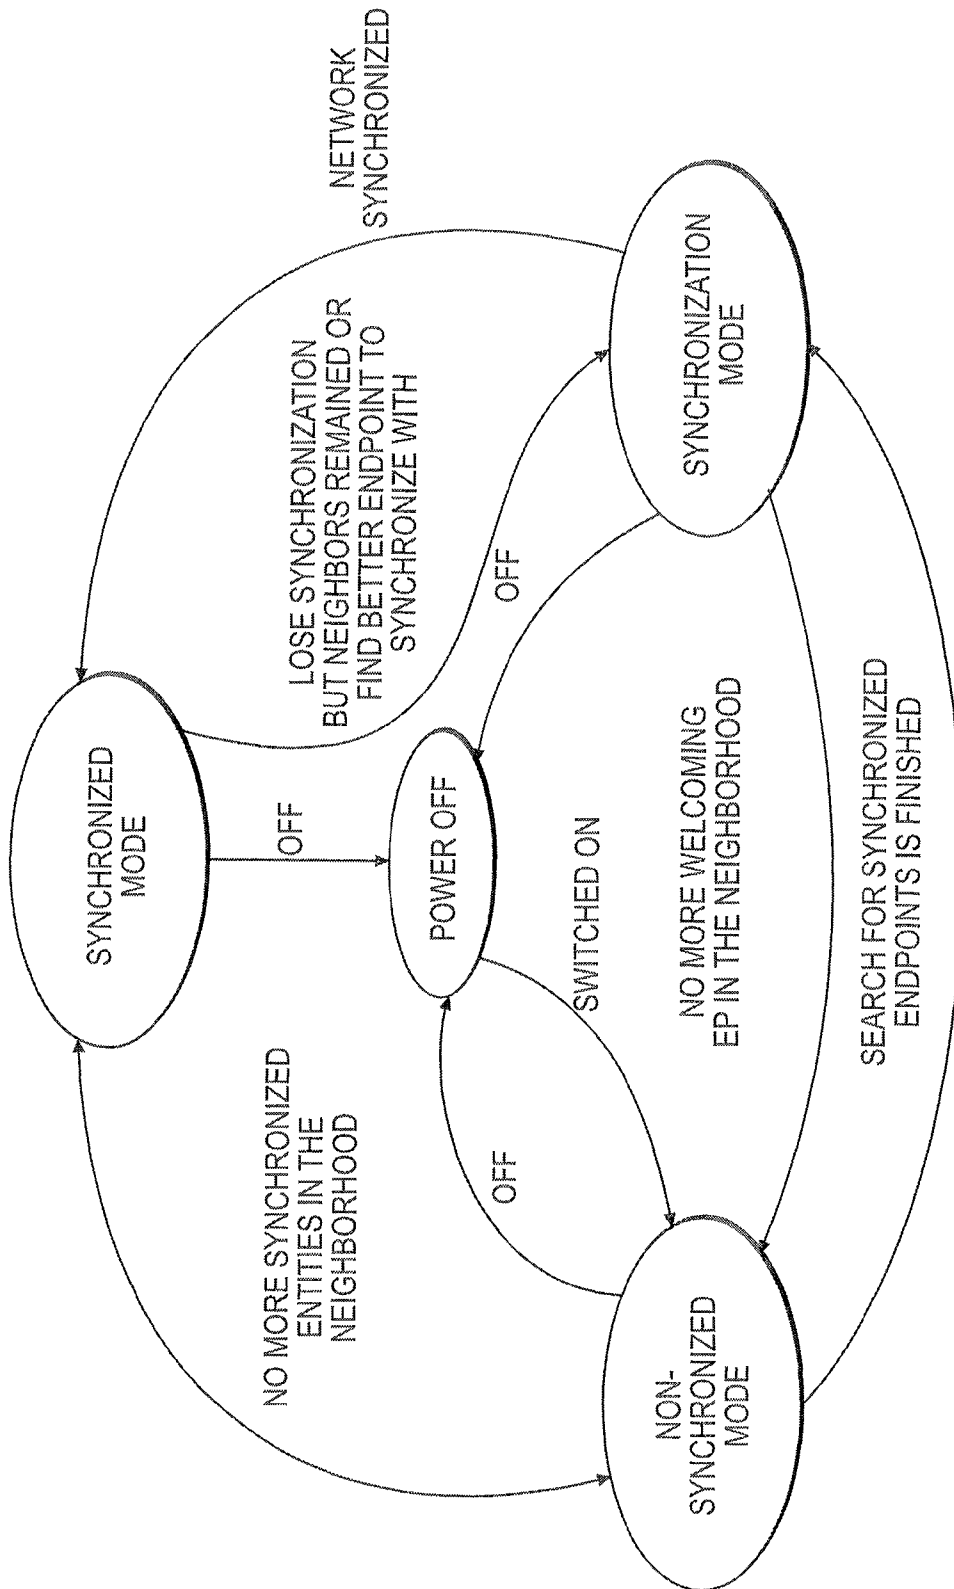 NETWORK
SYNCHRONIZED
LOSE SYNCHRONIZATION
BUT NEIGHBORS REMAINED OR
FIND BETTER ENDPOINT TO
SYNCHRONIZE WITH
SYNCHRONIZED
MODE
OFF
POWER OFF
OFF
SYNCHRONIZATION
MODE
SWITCHED ON
NO MORE WELCOMING
EP IN THE NEIGHBORHOOD
SEARCH FOR SYNCHRONIZED
ENDPOINTS IS FINISHED
NO MORE SYNCHRONIZED
ENTITIES IN THE
NEIGHBORHOOD
OFF
NON-
SYNCHRONIZED
MODE